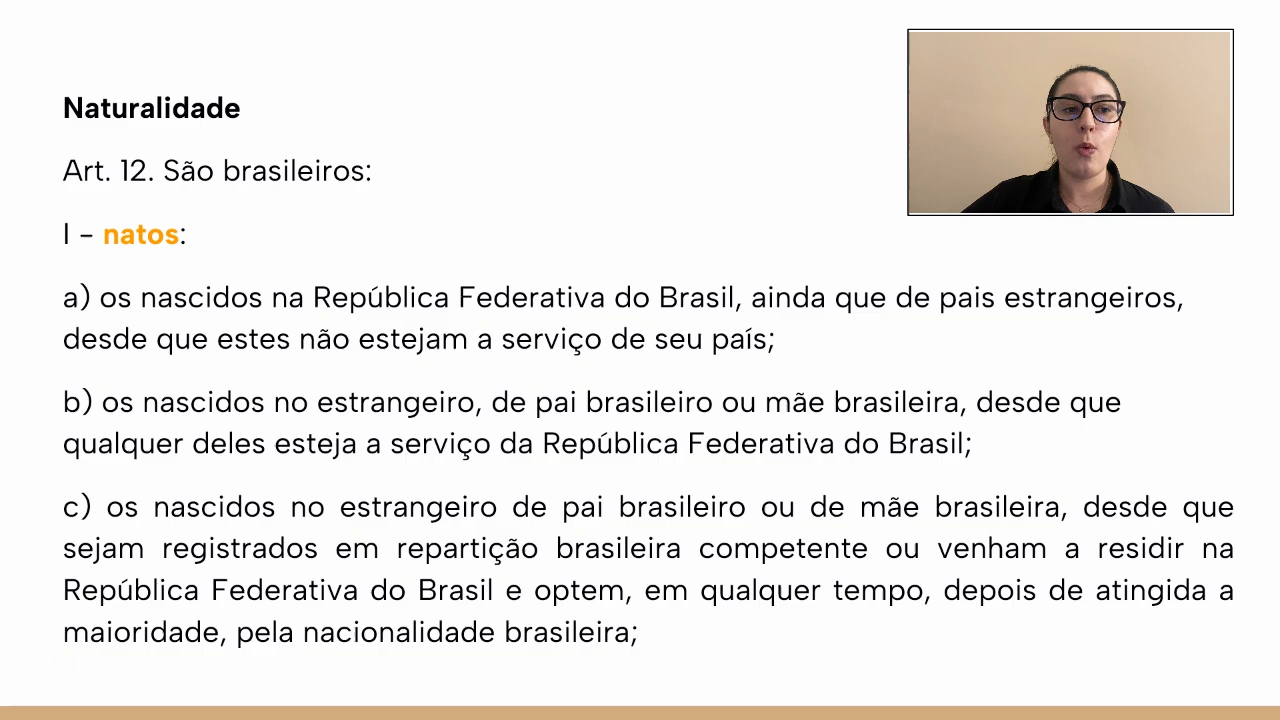 Naturalidade
Art. 12. São brasileiros:
I – natos:
a) os nascidos na República Federativa do Brasil, ainda que de pais estrangeiros,
desde que estes não estejam a serviço de seu país;
b) os nascidos no estrangeiro, de pai brasileiro ou mãe brasileira, desde que
qualquer deles esteja a serviço da República Federativa do Brasil;
c) os nascidos no estrangeiro de pai brasileiro ou de mãe brasileira, desde que
sejam registrados em repartição brasileira competente ou venham a residir na
República Federativa do Brasil e optem, em qualquer tempo, depois de atingida a
maioridade, pela nacionalidade brasileira;